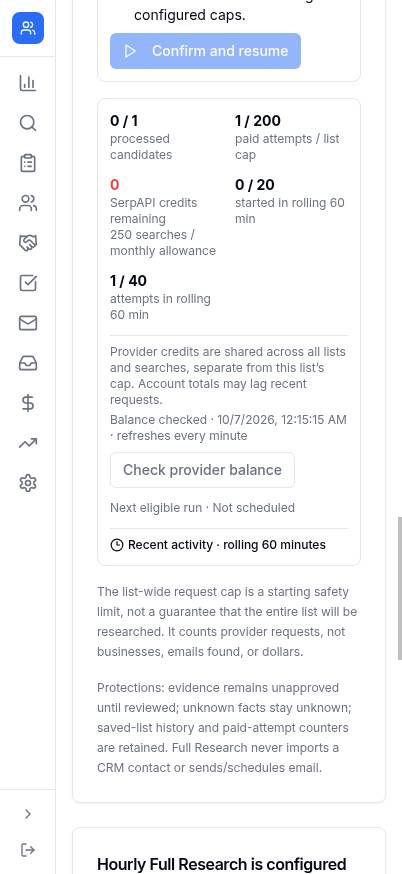 configured caps.
Confirm and resume
0 / 1
processed
candidates
1 / 200
paid attempts / list
cap
0
SerpAPI credits
remaining
250 searches /
monthly allowance
0 / 20
started in rolling 60
min
1 / 40
attempts in rolling
60 min
Provider credits are shared across all lists
and searches, separate from this list's
cap. Account totals may lag recent
requests.
Balance checked · 10/7/2026, 12:15:15 AM
· refreshes every minute
Check provider balance
Next eligible run · Not scheduled
Recent activity · rolling 60 minutes
The list-wide request cap is a starting safety
limit, not a guarantee that the entire list will be
researched. It counts provider requests, not
businesses, emails found, or dollars.
Protections: evidence remains unapproved
until reviewed; unknown facts stay unknown;
saved-list history and paid-attempt counters
are retained. Full Research never imports a
CRM contact or sends/schedules email.
Hourly Full Research is configured